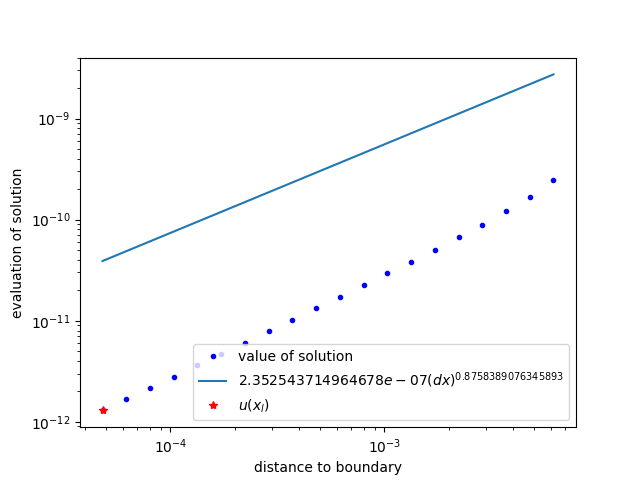 10⁻⁹
10⁻¹⁰
10⁻¹¹
10⁻¹²
evaluation of solution
value of solution
2.352543714964678e − 07(dx)^0.8758389076345893
u(x_l)
10⁻⁴ 10⁻³
distance to boundary